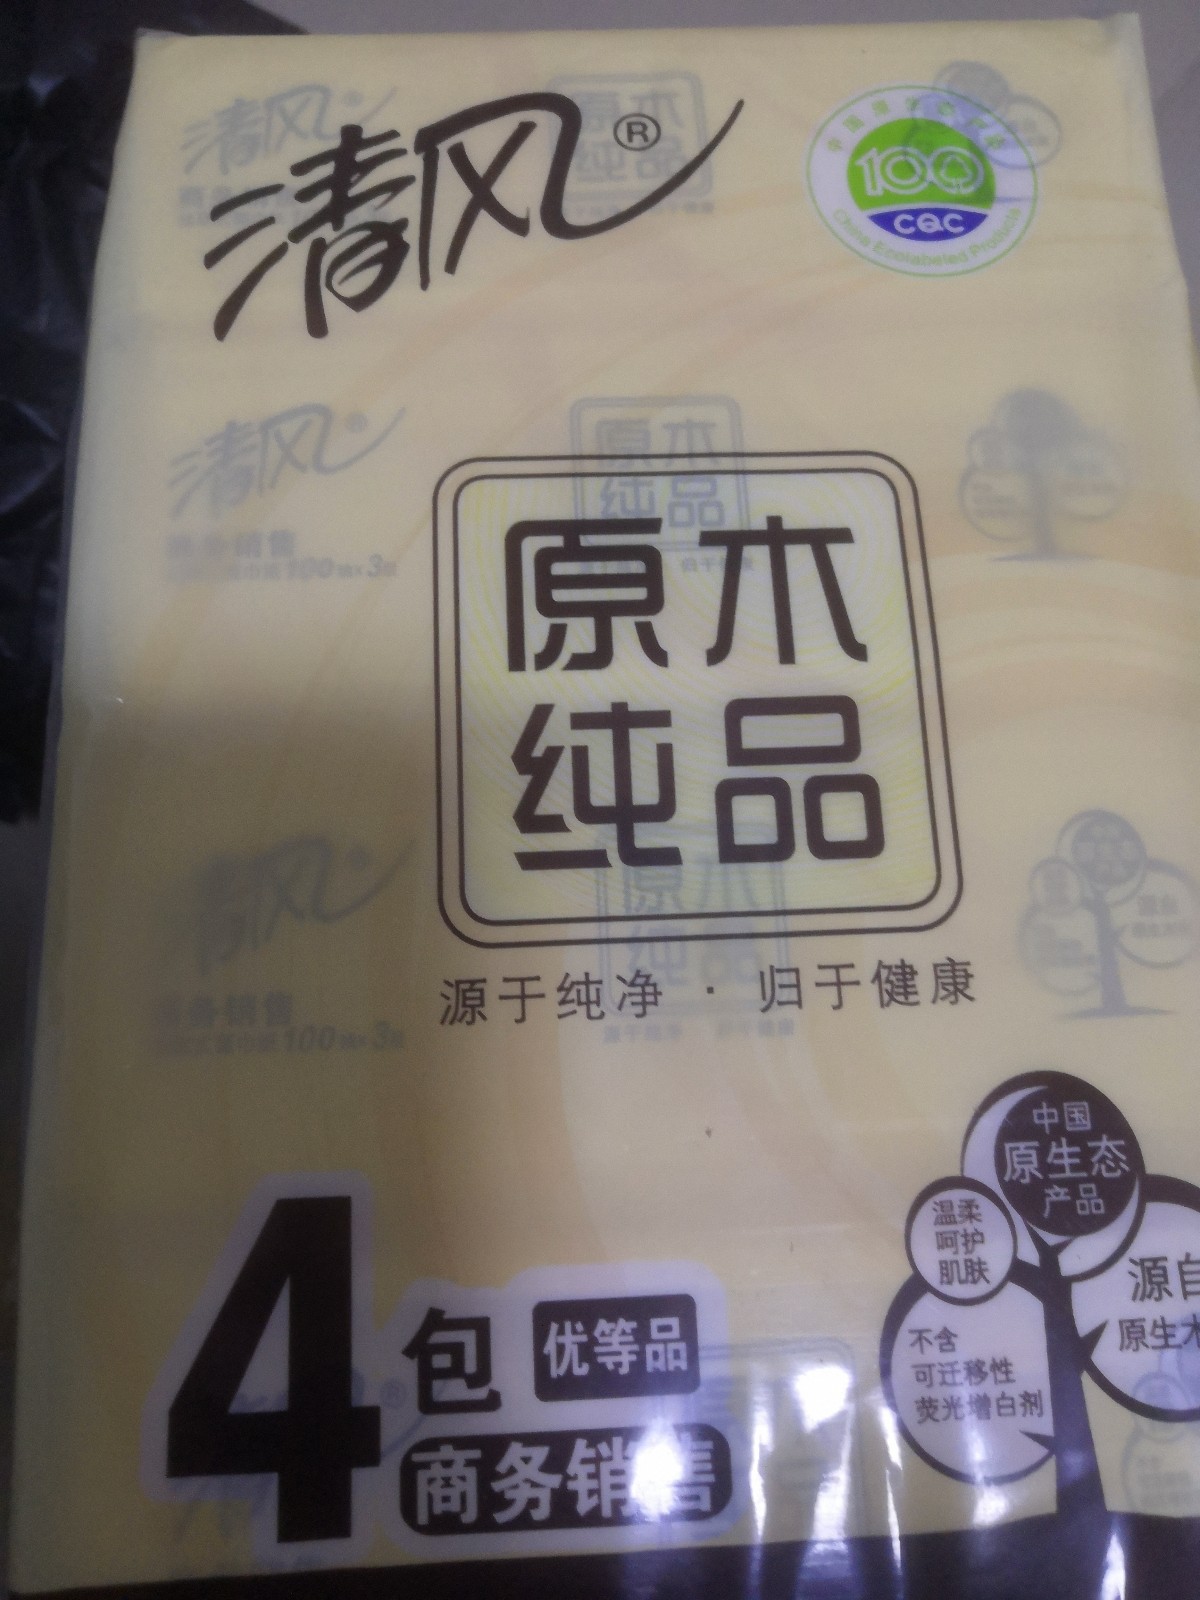 清风®
100
CQC
China Ecolabeled Products
原木
纯品
源于纯净 · 归于健康
中国
原生态
产品
温柔
呵护
肌肤
源自
原生木
不含
可迁移性
荧光增白剂
4包
优等品
商务销售